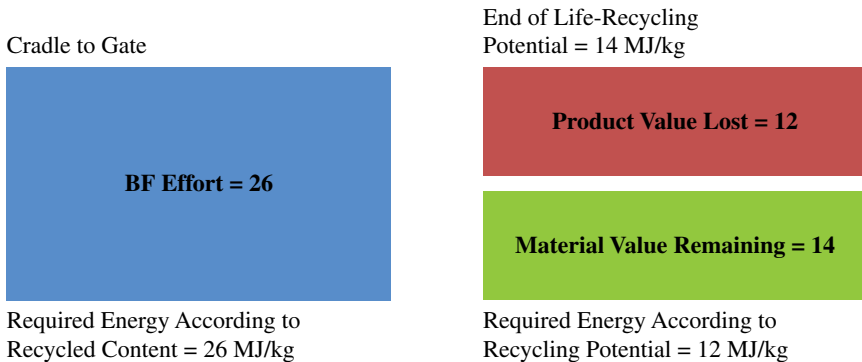 Cradle to Gate
BF Effort = 26
Required Energy According to
Recycled Content = 26 MJ/kg
End of Life-Recycling
Potential = 14 MJ/kg
Product Value Lost = 12
Material Value Remaining = 14
Required Energy According to
Recycling Potential = 12 MJ/kg